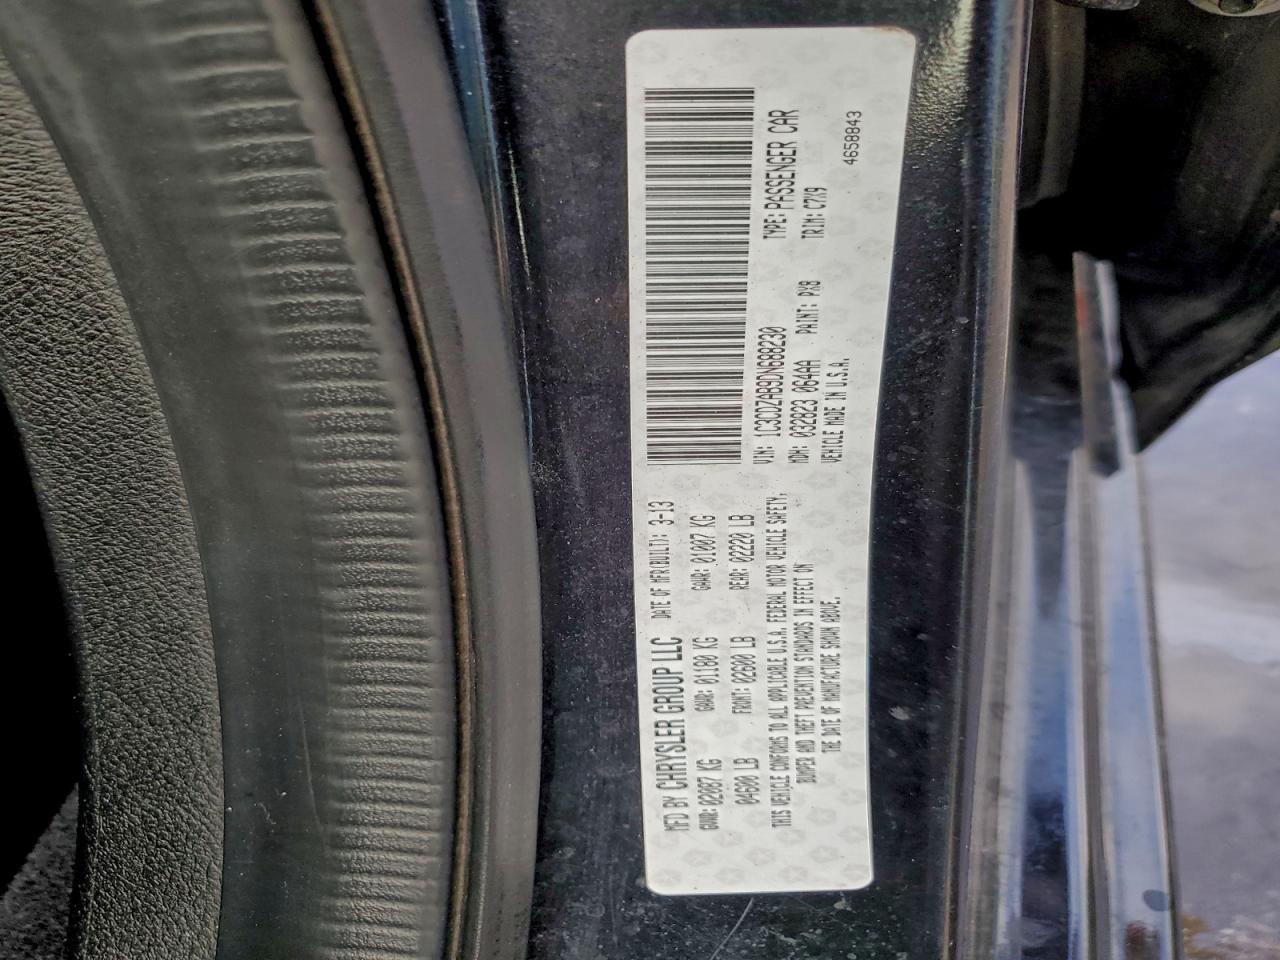 MFD BY CHRYSLER GROUP LLC DATE OF MFR(BUILT): 3-13
GVWR: 02087 KG GAWR: 01180 KG GAWR: 01007 KG
04600 LB FRONT: 02600 LB REAR: 02220 LB
THIS VEHICLE CONFORMS TO ALL APPLICABLE U.S.A. FEDERAL MOTOR VEHICLE SAFETY,
BUMPER AND THEFT PREVENTION STANDARDS IN EFFECT ON
THE DATE OF MANUFACTURE SHOWN ABOVE.
VIN: 1C3CDZAB9DN688230 TYPE: PASSENGER CAR
MDH: 032823 064AA PAINT: PX8 TRIM: C7X9
VEHICLE MADE IN U.S.A.
4658843